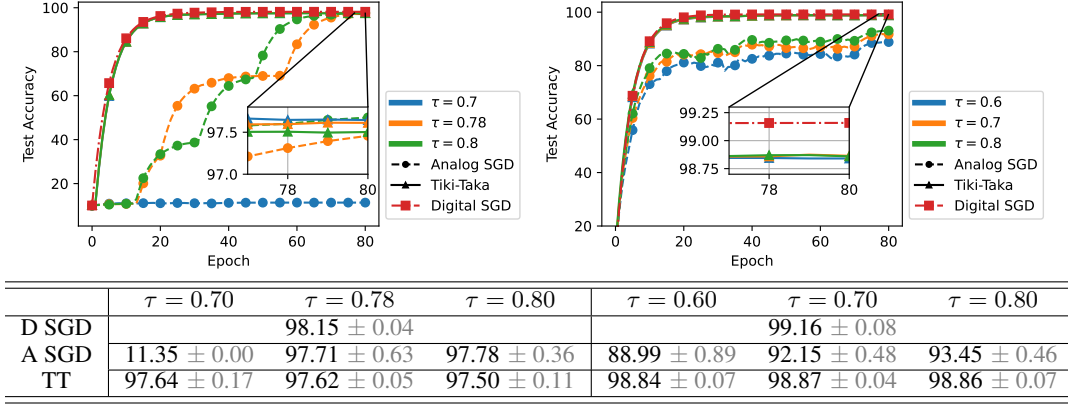 100
80
60
40
20
Test Accuracy
0
20
40
60
80
Epoch
97.5
97.0
78
80
τ = 0.7
τ = 0.78
τ = 0.8
Analog SGD
Tiki-Taka
Digital SGD
100
80
60
40
20
Test Accuracy
0
20
40
60
80
Epoch
99.25
99.00
98.75
78
80
τ = 0.6
τ = 0.7
τ = 0.8
Analog SGD
Tiki-Taka
Digital SGD
τ = 0.70 τ = 0.78 τ = 0.80 τ = 0.60 τ = 0.70 τ = 0.80
D SGD 98.15 ± 0.04 99.16 ± 0.08
A SGD 11.35 ± 0.00 97.71 ± 0.63 97.78 ± 0.36 88.99 ± 0.89 92.15 ± 0.48 93.45 ± 0.46
TT 97.64 ± 0.17 97.62 ± 0.05 97.50 ± 0.11 98.84 ± 0.07 98.87 ± 0.04 98.86 ± 0.07